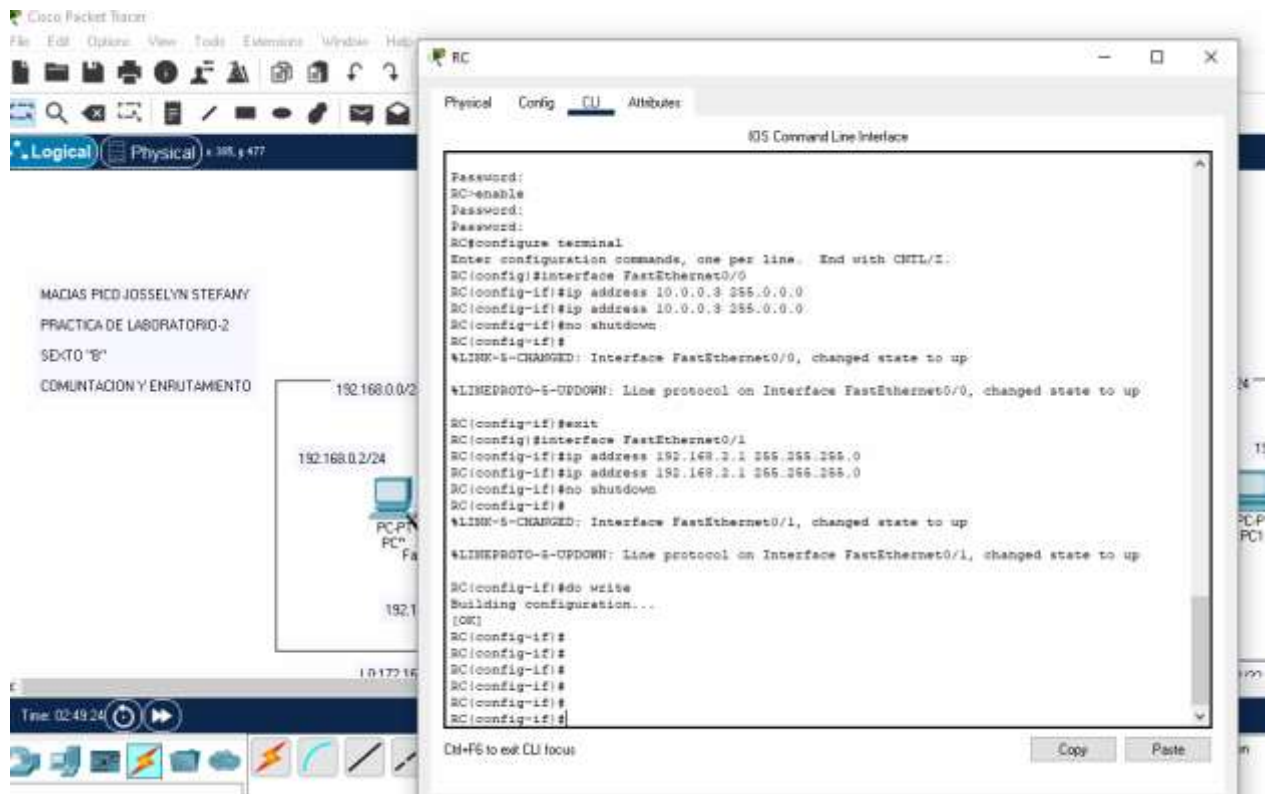 Cisco Packet Tracer
File Edit Options View Tools Extensions Window Help
RC
Physical Config CLI Attributes
IOS Command Line Interface
Logical Physical
Password:
RC>enable
Password:
Password:
RC#configure terminal
Enter configuration commands, one per line. End with CNTL/Z.
RC(config)#interface FastEthernet0/0
RC(config-if)#ip address 10.0.0.3 255.0.0.0
RC(config-if)#ip address 10.0.0.3 255.0.0.0
RC(config-if)#no shutdown
RC(config-if)#
%LINK-5-CHANGED: Interface FastEthernet0/0, changed state to up
%LINEPROTO-5-UPDOWN: Line protocol on Interface FastEthernet0/0, changed state to up
RC(config-if)#exit
RC(config)#interface FastEthernet0/1
RC(config-if)#ip address 192.168.2.1 255.255.255.0
RC(config-if)#ip address 192.168.2.1 255.255.255.0
RC(config-if)#no shutdown
RC(config-if)#
%LINK-5-CHANGED: Interface FastEthernet0/1, changed state to up
%LINEPROTO-5-UPDOWN: Line protocol on Interface FastEthernet0/1, changed state to up
RC(config-if)#do write
Building configuration...
[OK]
RC(config-if)#
RC(config-if)#
RC(config-if)#
RC(config-if)#
RC(config-if)#
RC(config-if)#
MACIAS PICO JOSSELYN STEFANY
PRACTICA DE LABORATORIO-2
SEXTO "B"
COMUNTACION Y ENRUTAMIENTO
192.168.0.0/2
192.168.0.2/24
PC-PT
Fa
192.1
PC1
Time: 02:49:24
Ctrl+F6 to exit CLI focus
Copy Paste